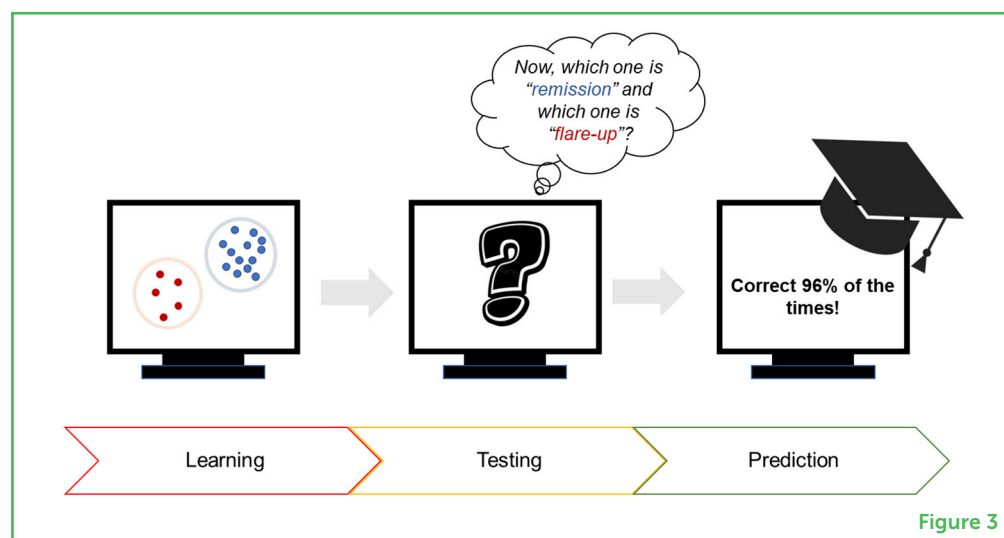 Now, which one is
“remission” and
which one is
“flare-up”?
Correct 96% of the
times!
Learning
Testing
Prediction
Figure 3